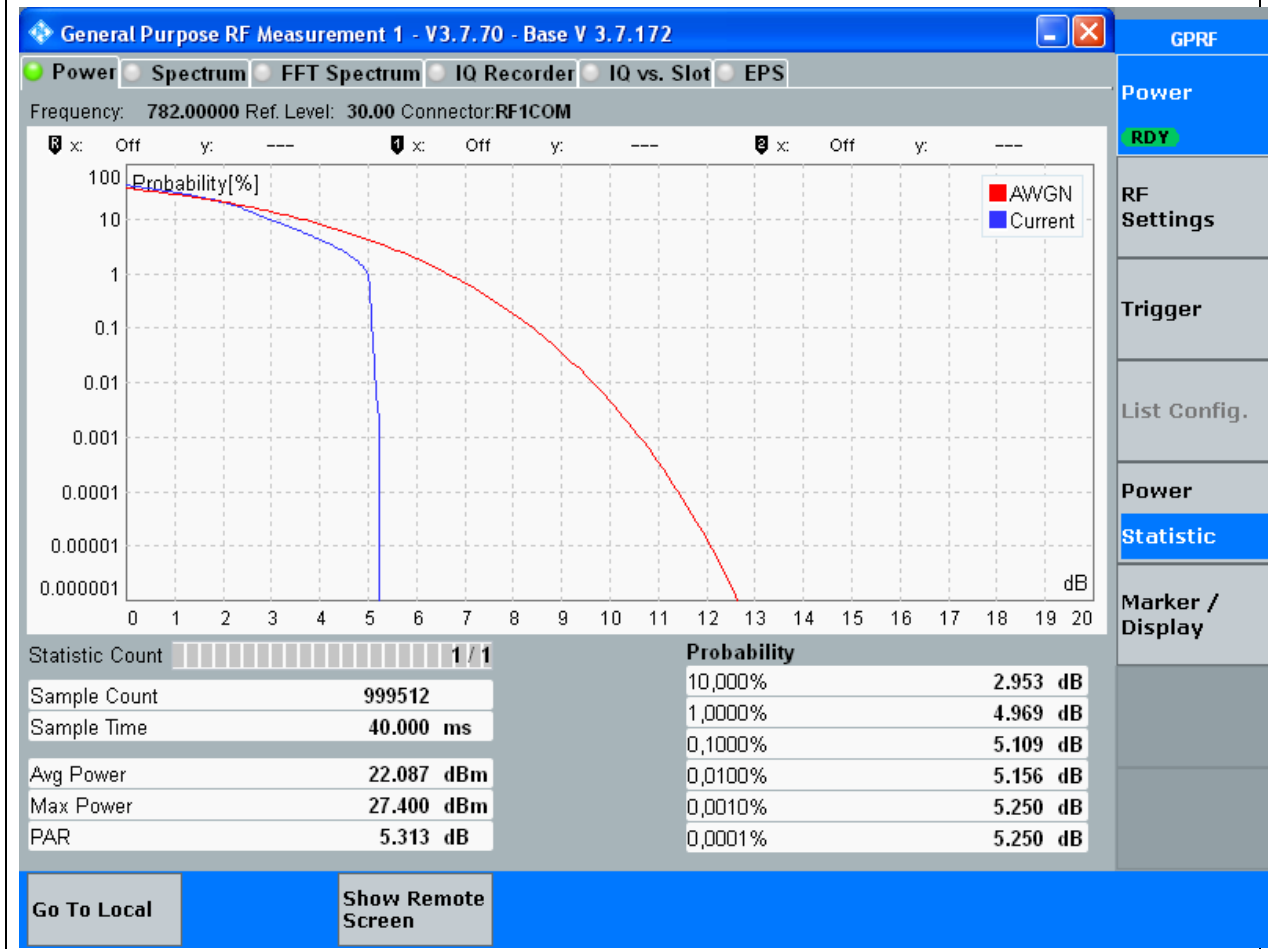 General Purpose RF Measurement 1 - V3.7.70 - Base V 3.7.172
Power Spectrum FFT Spectrum IQ Recorder IQ vs. Slot EPS
Frequency: 782.00000 Ref. Level: 30.00 Connector:RF1COM
R x: Off y: --- 1 x: Off y: --- 2 x: Off y: ---
Probability[%]
100
10
1
0.1
0.01
0.001
0.0001
0.00001
0.000001
AWGN
Current
dB
0 1 2 3 4 5 6 7 8 9 10 11 12 13 14 15 16 17 18 19 20
Statistic Count 1 / 1
Sample Count 999512
Sample Time 40.000 ms
Avg Power 22.087 dBm
Max Power 27.400 dBm
PAR 5.313 dB
Probability
10,000% 2.953 dB
1,0000% 4.969 dB
0,1000% 5.109 dB
0,0100% 5.156 dB
0,0010% 5.250 dB
0,0001% 5.250 dB
GPRF
Power
RDY
RF
Settings
Trigger
List Config.
Power
Statistic
Marker /
Display
Go To Local
Show Remote
Screen